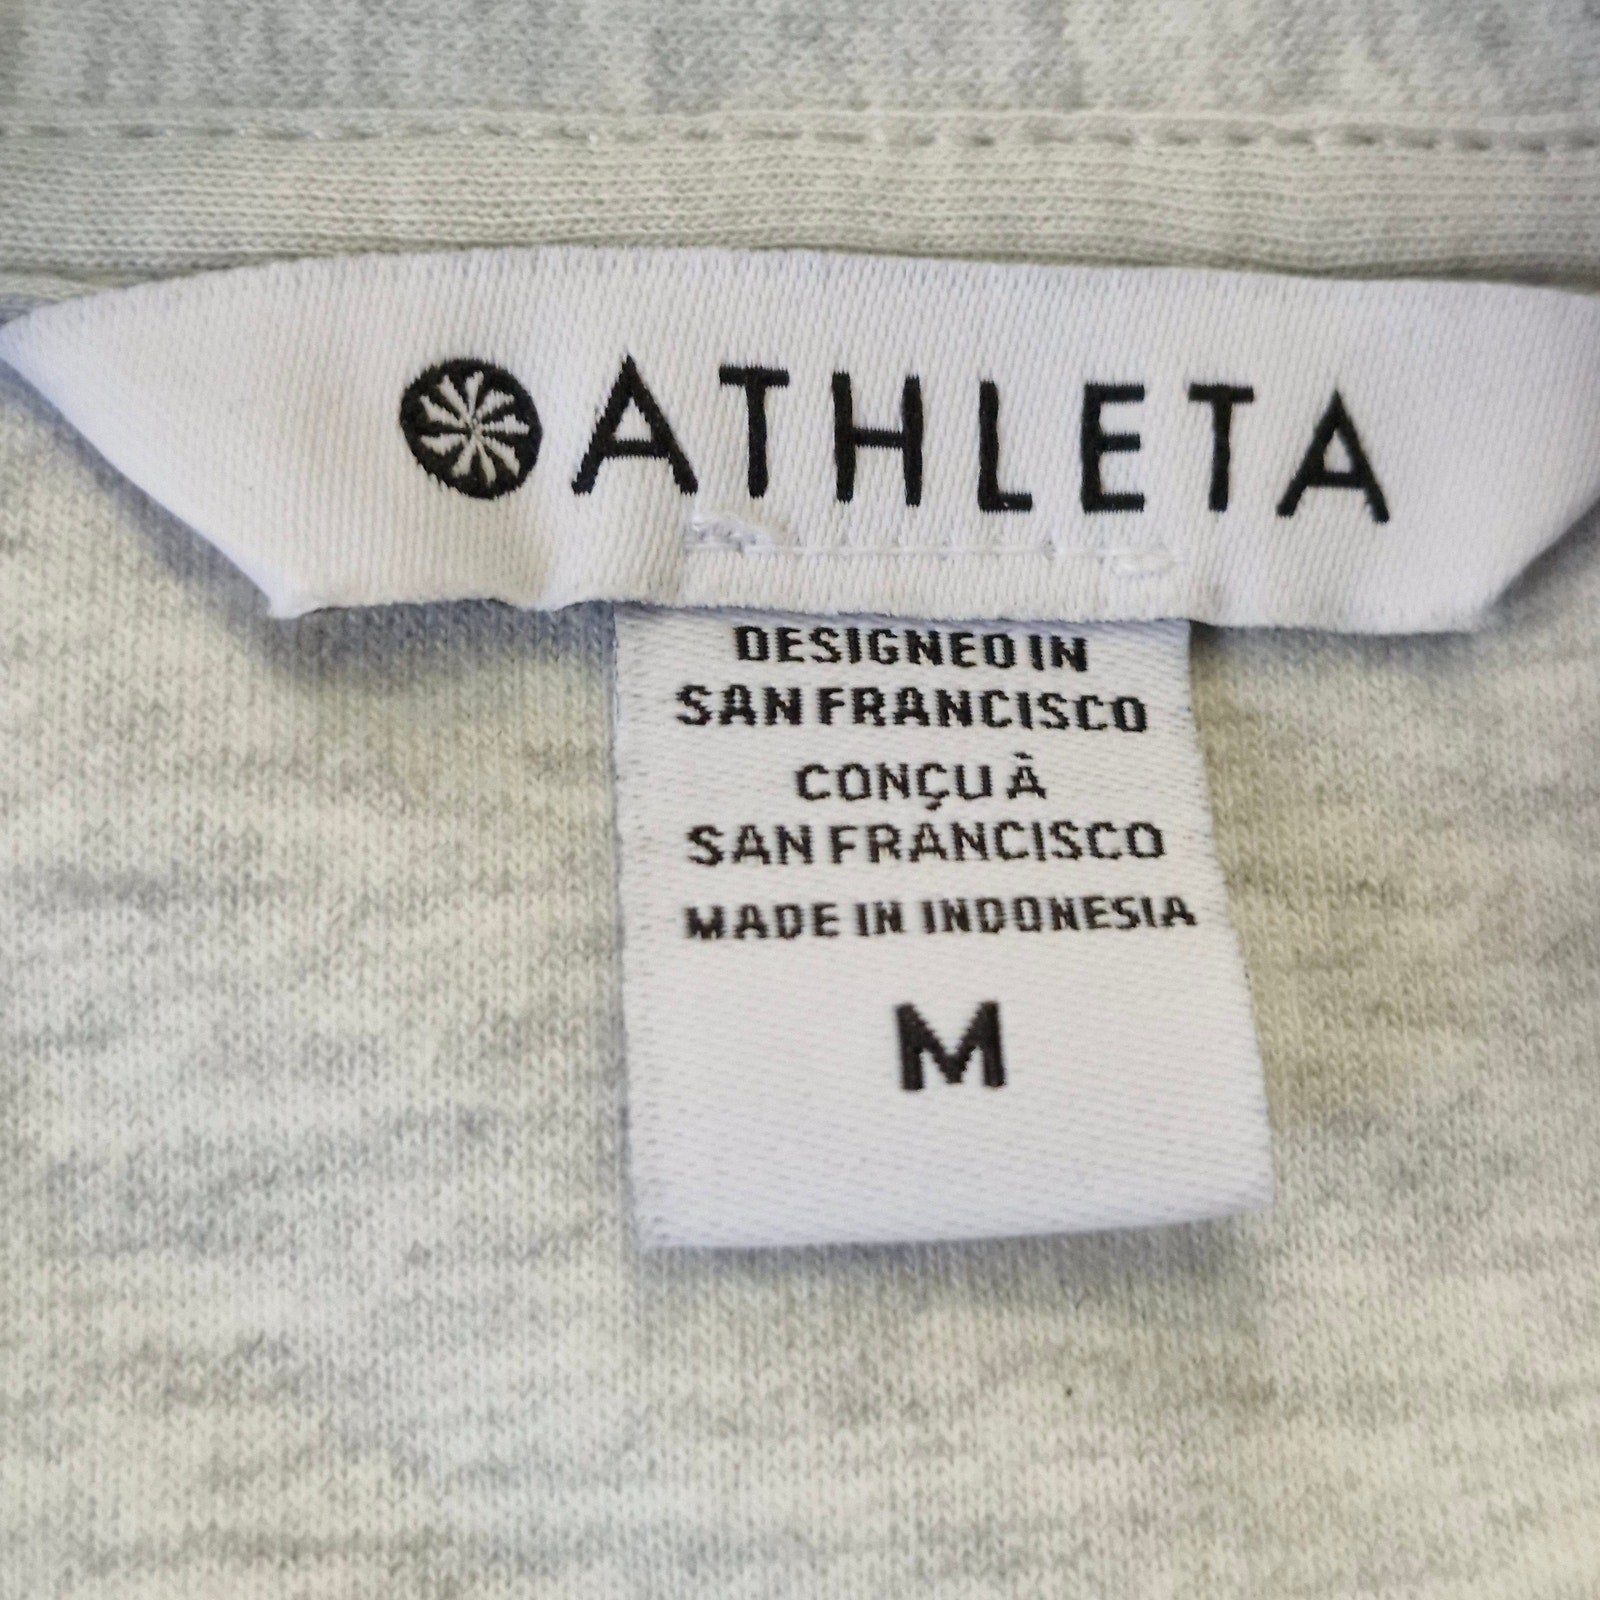 ATHLETA
DESIGNED IN
SAN FRANCISCO
CONÇU À
SAN FRANCISCO
MADE IN INDONESIA
M